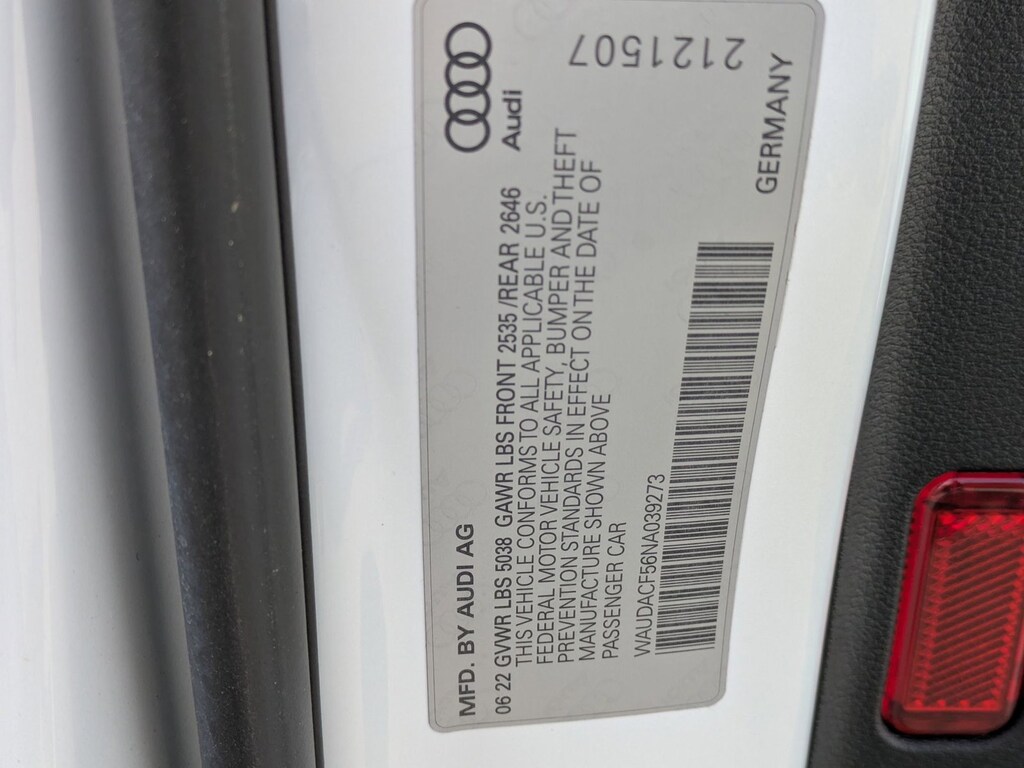 MFD. BY AUDI AG
Audi
06 22 GVWR LBS 5038 GAWR LBS FRONT 2535 /REAR 2646
THIS VEHICLE CONFORMS TO ALL APPLICABLE U.S.
FEDERAL MOTOR VEHICLE SAFETY, BUMPER AND THEFT
PREVENTION STANDARDS IN EFFECT ON THE DATE OF
MANUFACTURE SHOWN ABOVE
PASSENGER CAR
WAUDACF56NA039273
GERMANY
2121507